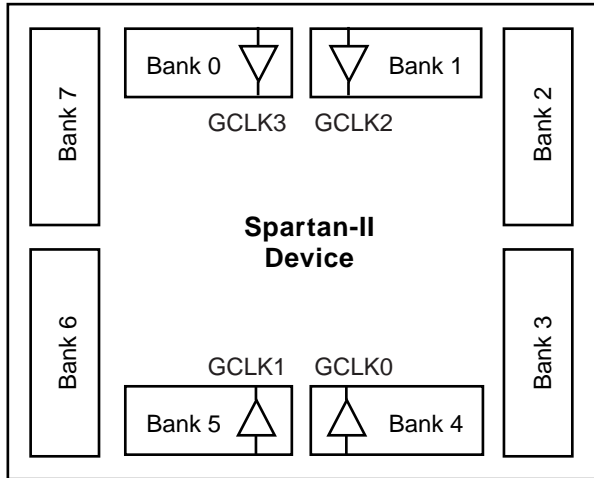 Bank 0
Bank 1
Bank 7
Bank 2
GCLK3
GCLK2
Spartan-II
Device
Bank 6
Bank 3
GCLK1
GCLK0
Bank 5
Bank 4